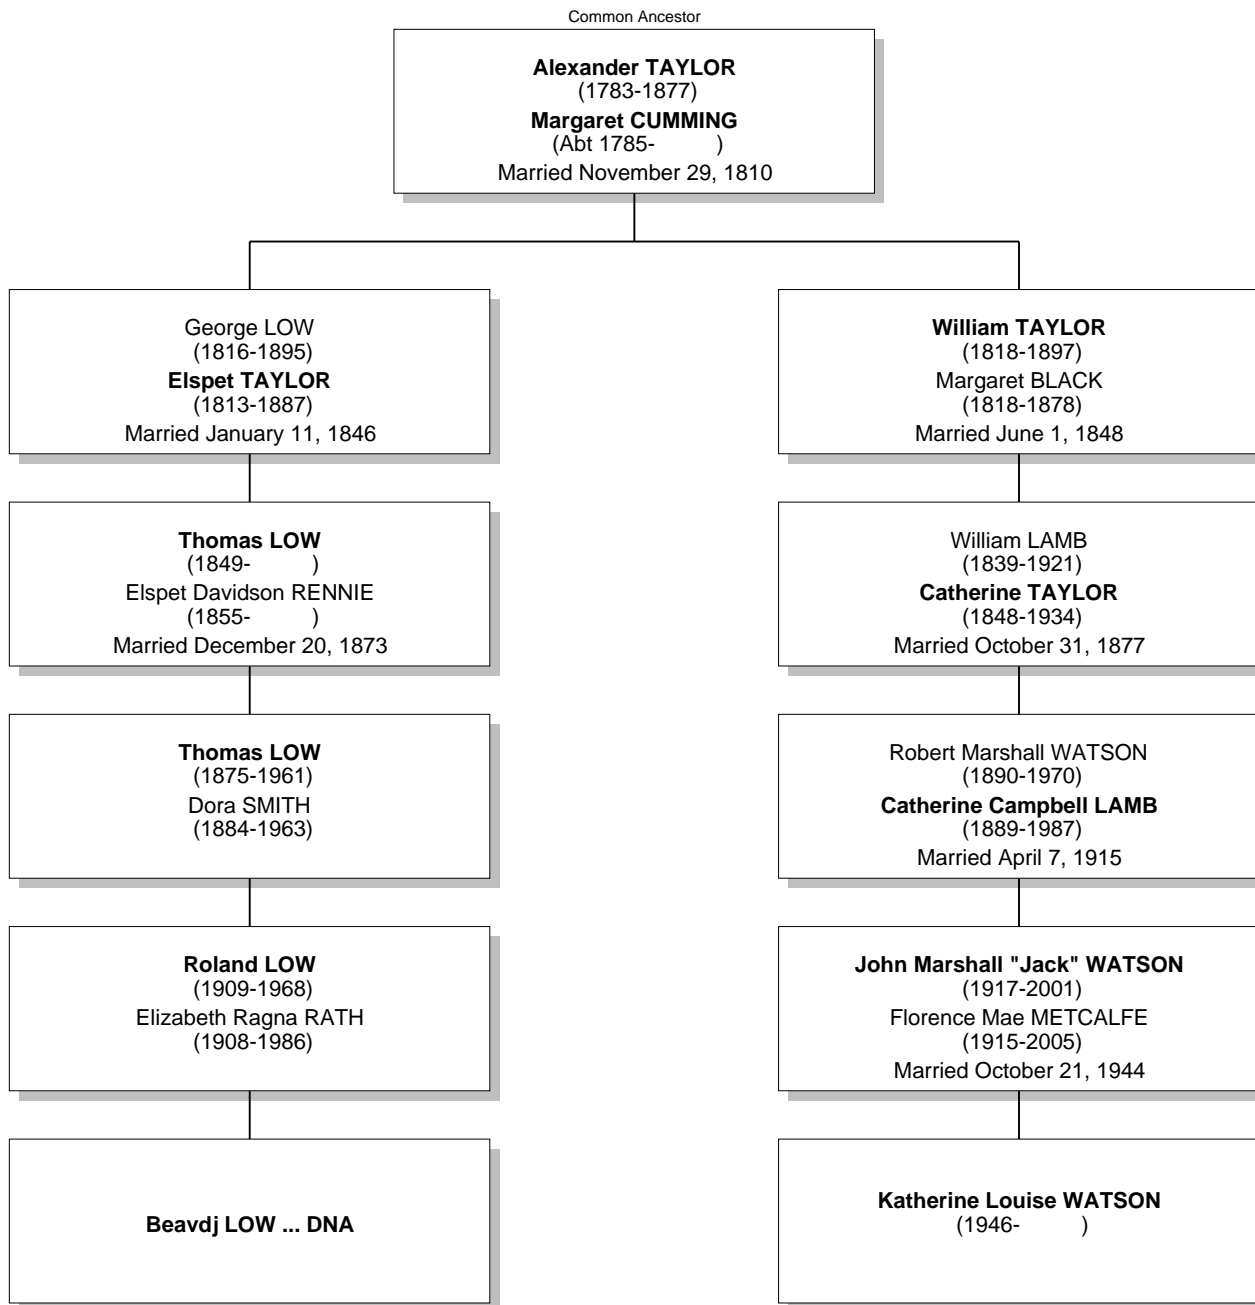 Common Ancestor
Alexander TAYLOR
(1783-1877)
Margaret CUMMING
(Abt 1785- )
Married November 29, 1810
George LOW
(1816-1895)
Elspet TAYLOR
(1813-1887)
Married January 11, 1846
William TAYLOR
(1818-1897)
Margaret BLACK
(1818-1878)
Married June 1, 1848
Thomas LOW
(1849- )
Elspet Davidson RENNIE
(1855- )
Married December 20, 1873
William LAMB
(1839-1921)
Catherine TAYLOR
(1848-1934)
Married October 31, 1877
Thomas LOW
(1875-1961)
Dora SMITH
(1884-1963)
Robert Marshall WATSON
(1890-1970)
Catherine Campbell LAMB
(1889-1987)
Married April 7, 1915
Roland LOW
(1909-1968)
Elizabeth Ragna RATH
(1908-1986)
John Marshall "Jack" WATSON
(1917-2001)
Florence Mae METCALFE
(1915-2005)
Married October 21, 1944
Beavdj LOW ... DNA
Katherine Louise WATSON
(1946- )